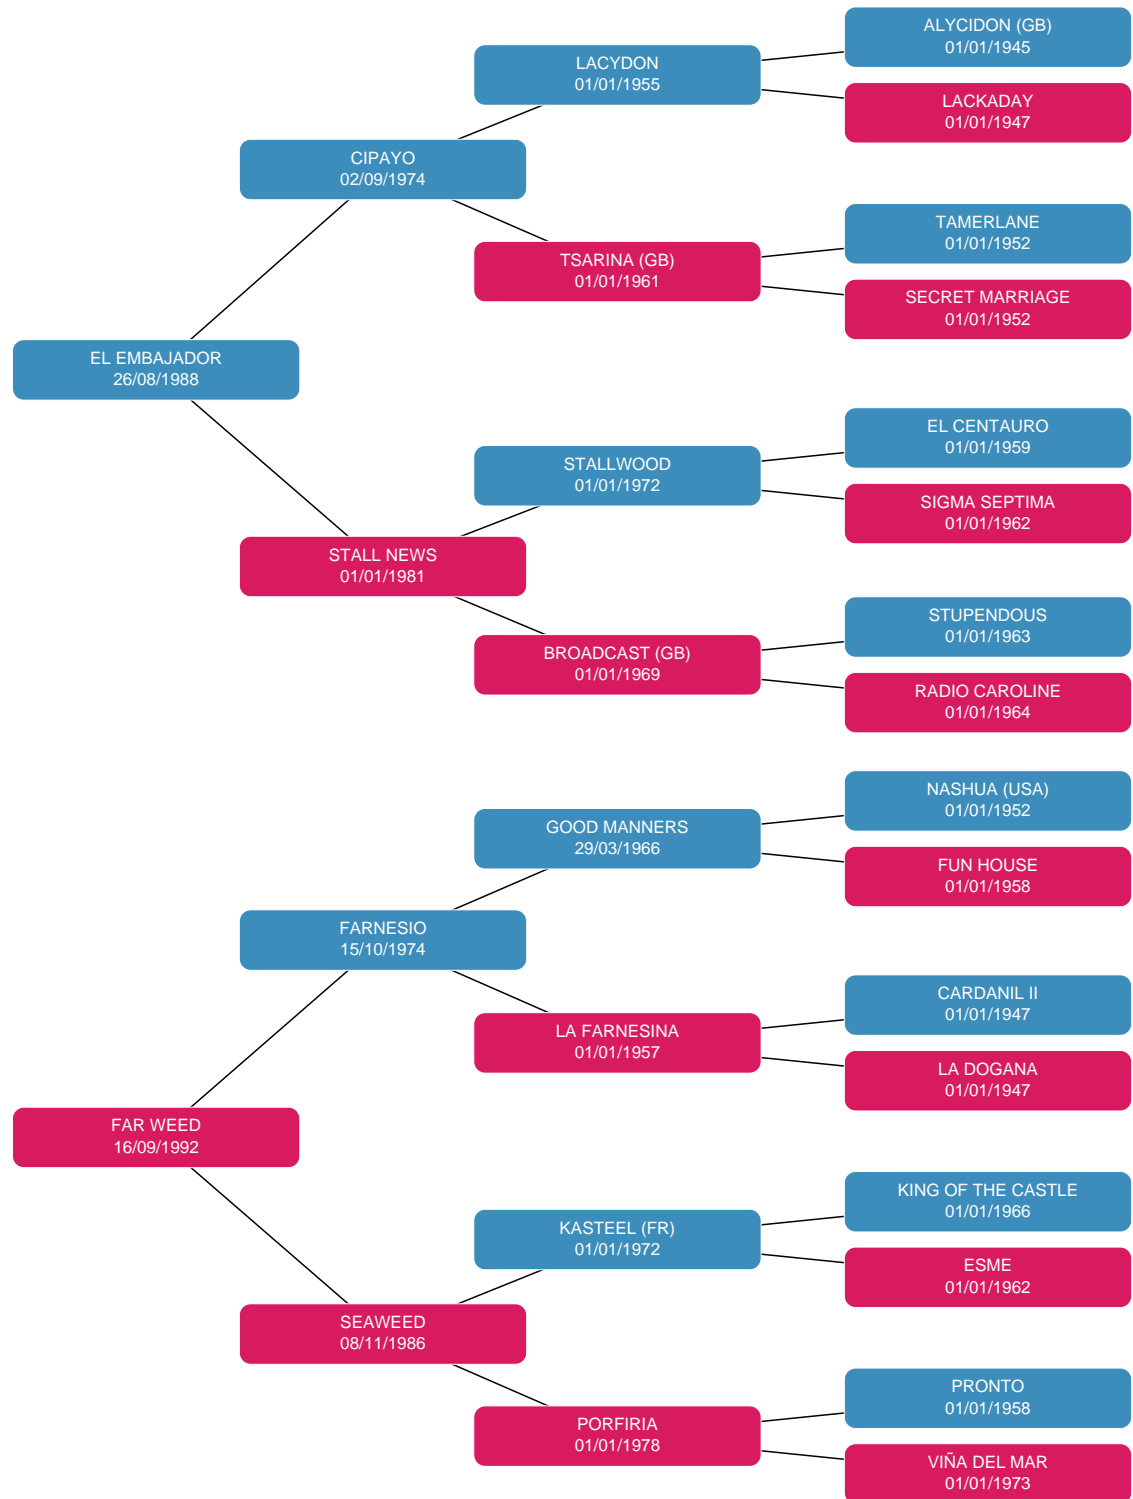 ALYCIDON (GB)
01/01/1945
LACYDON
01/01/1955
LACKADAY
01/01/1947
CIPAYO
02/09/1974
TAMERLANE
01/01/1952
TSARINA (GB)
01/01/1961
SECRET MARRIAGE
01/01/1952
EL EMBAJADOR
26/08/1988
EL CENTAURO
01/01/1959
STALLWOOD
01/01/1972
SIGMA SEPTIMA
01/01/1962
STALL NEWS
01/01/1981
STUPENDOUS
01/01/1963
BROADCAST (GB)
01/01/1969
RADIO CAROLINE
01/01/1964
NASHUA (USA)
01/01/1952
GOOD MANNERS
29/03/1966
FUN HOUSE
01/01/1958
FARNESIO
15/10/1974
CARDANIL II
01/01/1947
LA FARNESINA
01/01/1957
LA DOGANA
01/01/1947
FAR WEED
16/09/1992
KING OF THE CASTLE
01/01/1966
KASTEEL (FR)
01/01/1972
ESME
01/01/1962
SEAWEED
08/11/1986
PRONTO
01/01/1958
PORFIRIA
01/01/1978
VIÑA DEL MAR
01/01/1973